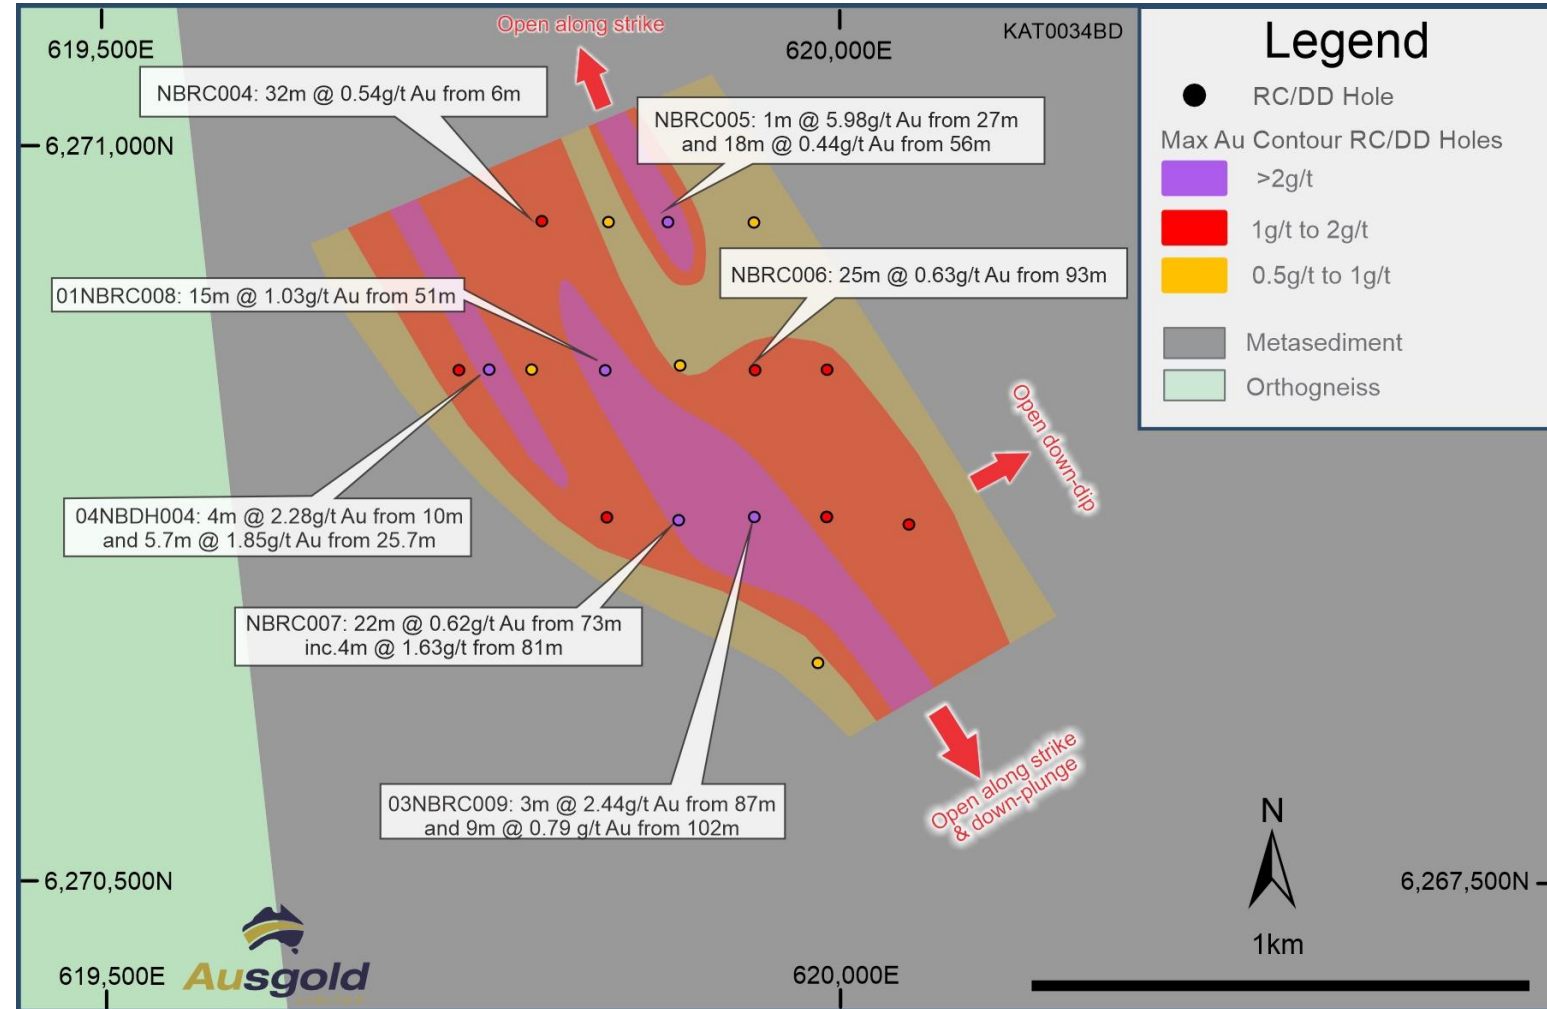 Open along strike
KAT0034BD
619,500E
620,000E
Legend
RC/DD Hole
Max Au Contour RC/DD Holes
>2g/t
1g/t to 2g/t
0.5g/t to 1g/t
Metasediment
Orthogneiss
NBRC004: 32m @ 0.54g/t Au from 6m
NBRC005: 1m @ 5.98g/t Au from 27m
and 18m @ 0.44g/t Au from 56m
6,271,000N
NBRC006: 25m @ 0.63g/t Au from 93m
01NBRC008: 15m @ 1.03g/t Au from 51m
Open down-dip
04NBDH004: 4m @ 2.28g/t Au from 10m
and 5.7m @ 1.85g/t Au from 25.7m
NBRC007: 22m @ 0.62g/t Au from 73m
inc.4m @ 1.63g/t from 81m
Open along strike
& down-plunge
03NBRC009: 3m @ 2.44g/t Au from 87m
and 9m @ 0.79 g/t Au from 102m
N
6,270,500N
6,267,500N
1km
Ausgold
LIMITED
619,500E
620,000E